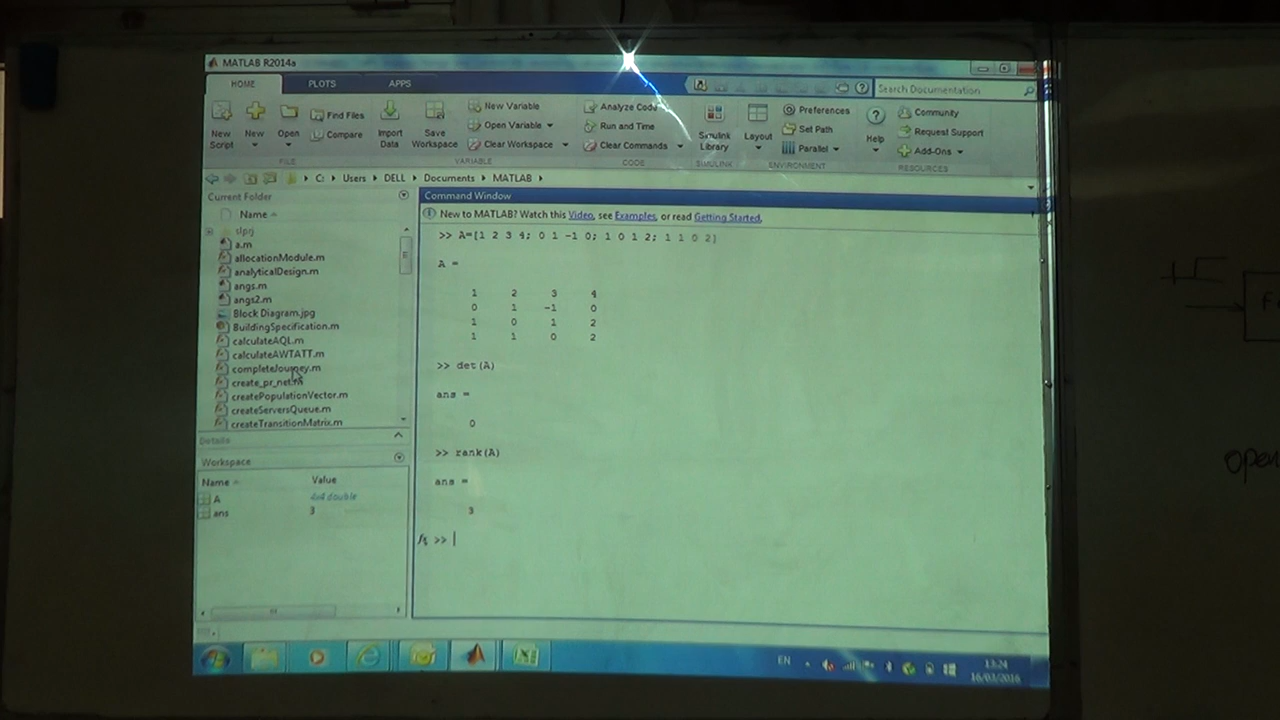 MATLAB R2014a
HOME PLOTS APPS
Search Documentation
New Script
New
Open
Find Files
Compare
Import Data
Save Workspace
New Variable
Open Variable
Clear Workspace
Analyze Code
Run and Time
Clear Commands
Simulink Library
Layout
Preferences
Set Path
Parallel
Help
Community
Request Support
Add-Ons
FILE VARIABLE CODE SIMULINK ENVIRONMENT RESOURCES
C: Users DELL Documents MATLAB
Current Folder
Name
slprj
a.m
allocationModule.m
analyticalDesign.m
angs.m
angs2.m
Block Diagram.jpg
BuildingSpecification.m
calculateAQL.m
calculateAWTATT.m
completeJourney.m
create_pr_net.m
createPopulationVector.m
createServersQueue.m
createTransitionMatrix.m
Details
Workspace
Name Value
A 4x4 double
ans 3
Command Window
New to MATLAB? Watch this Video, see Examples, or read Getting Started.
>> A=[1 2 3 4; 0 1 -1 0; 1 0 1 2; 1 1 0 2]
A =
1 2 3 4
0 1 -1 0
1 0 1 2
1 1 0 2
>> det(A)
ans =
0
>> rank(A)
ans =
3
fx >>
EN
13:24
16/03/2016